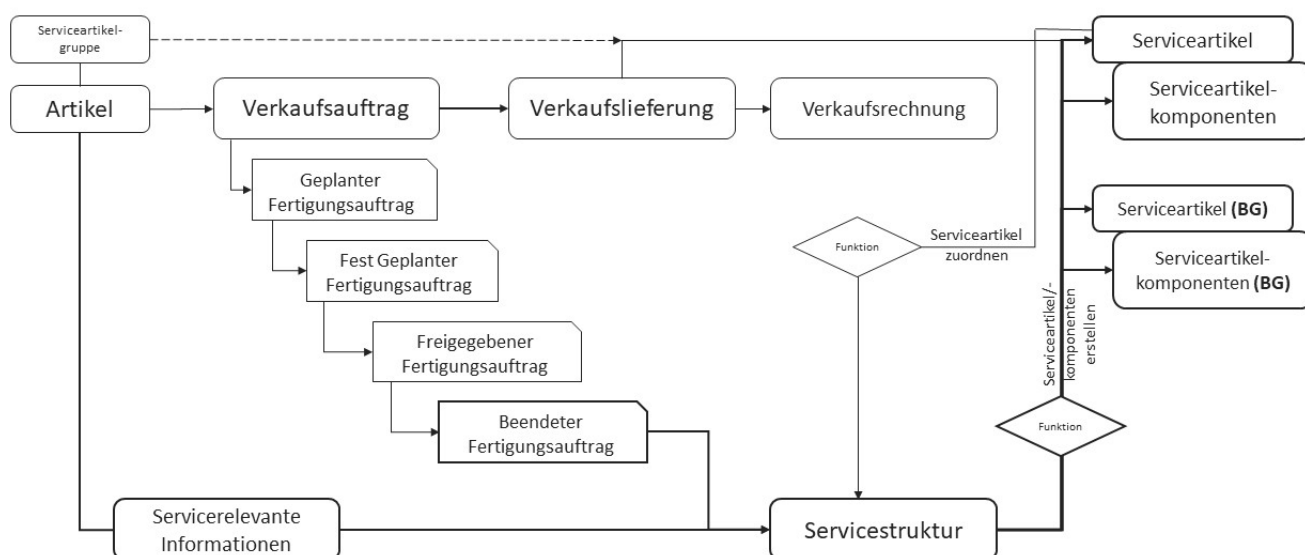 Serviceartikel-
gruppe
Serviceartikel
Artikel
Verkaufsauftrag
Verkaufslieferung
Verkaufsrechnung
Serviceartikel-
komponenten
Geplanter
Fertigungsauftrag
Serviceartikel (BG)
Funktion
Serviceartikel
zuordnen
Fest Geplanter
Fertigungsauftrag
Serviceartikel-
komponenten (BG)
Serviceartikel/-
komponenten
erstellen
Freigegebener
Fertigungsauftrag
Beendeter
Fertigungsauftrag
Funktion
Servicerelevante
Informationen
Servicestruktur